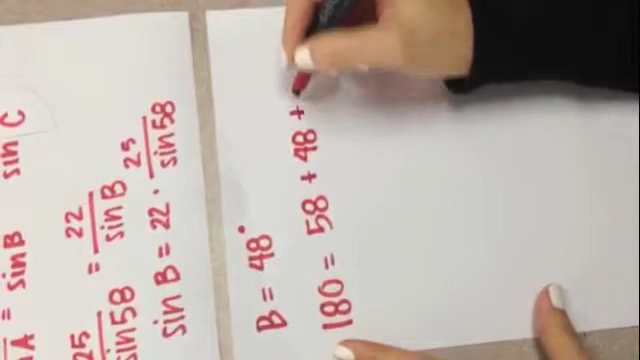 A = sin B sin C
25/sin58 = 22/sin B
sin B = 22 · 25/sin58
B = 48°
180 = 58 + 48 +